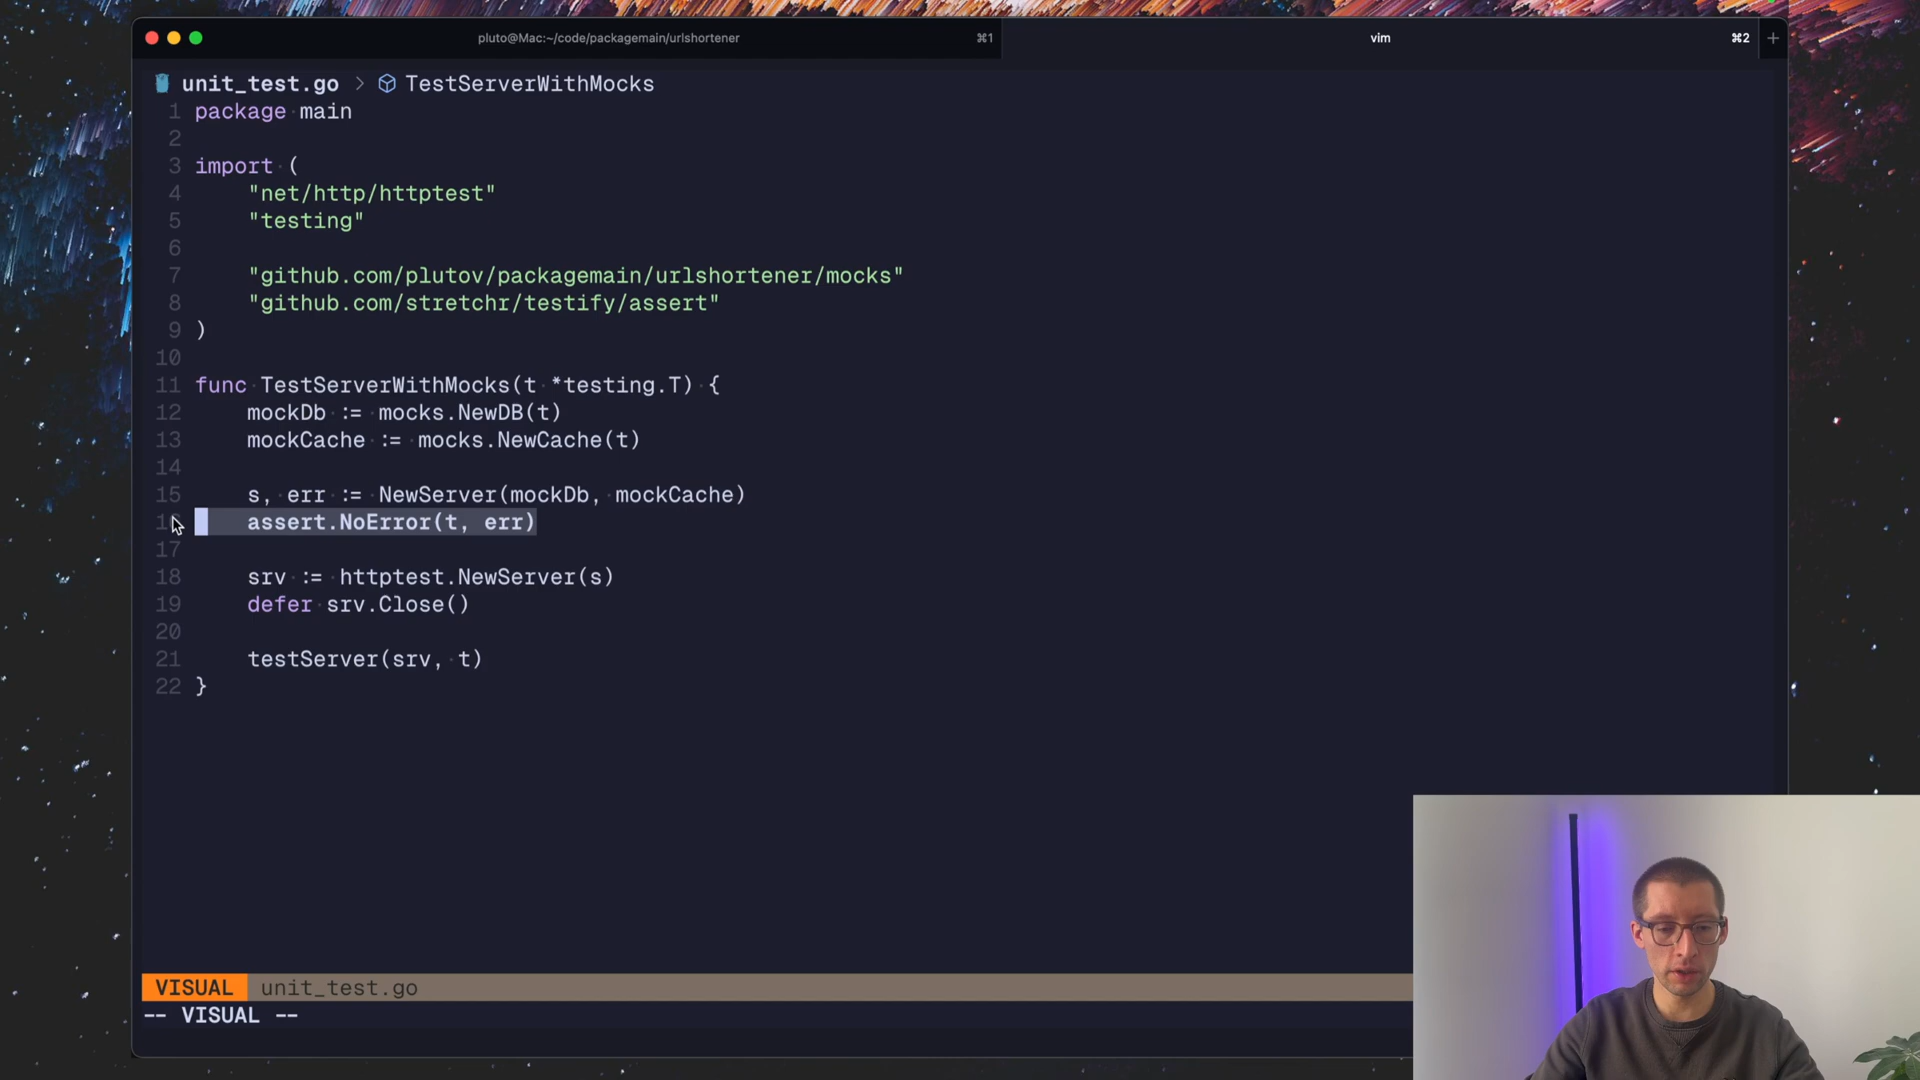 pluto@Mac:~/code/packagemain/urlshortener ⌘1 vim ⌘2 +
unit_test.go > TestServerWithMocks
1 package main
2
3 import (
4 "net/http/httptest"
5 "testing"
6
7 "github.com/plutov/packagemain/urlshortener/mocks"
8 "github.com/stretchr/testify/assert"
9 )
10
11 func TestServerWithMocks(t *testing.T) {
12 mockDb := mocks.NewDB(t)
13 mockCache := mocks.NewCache(t)
14
15 s, err := NewServer(mockDb, mockCache)
16 assert.NoError(t, err)
17
18 srv := httptest.NewServer(s)
19 defer srv.Close()
20
21 testServer(srv, t)
22 }
VISUAL unit_test.go
-- VISUAL --